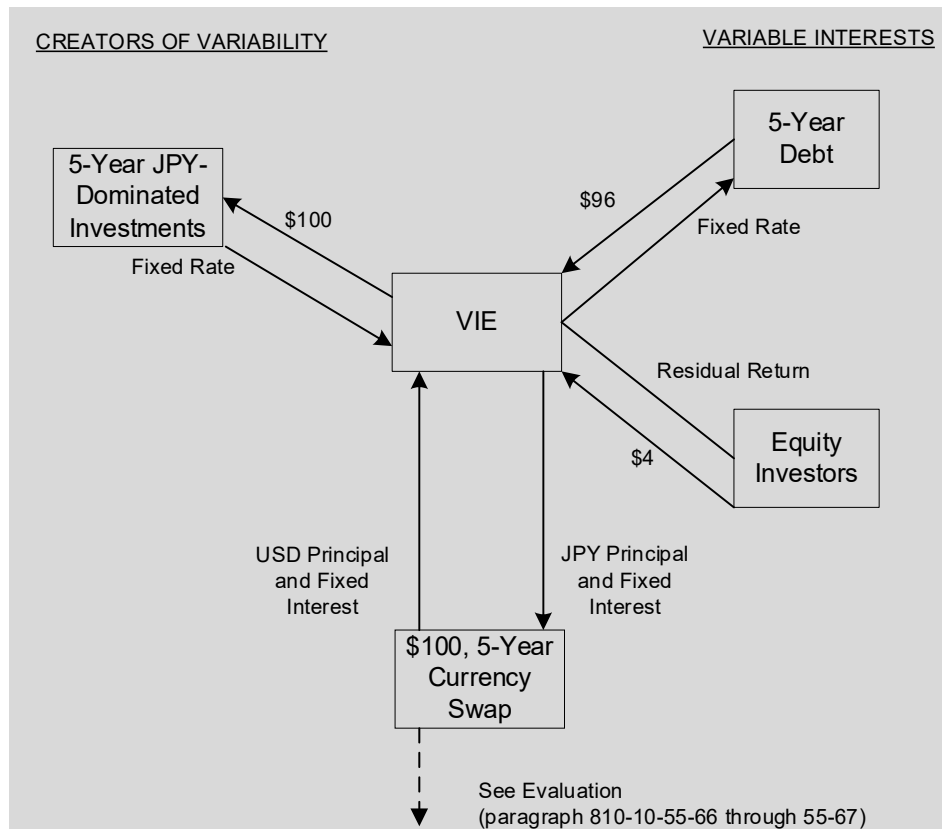 CREATORS OF VARIABILITY
VARIABLE INTERESTS
5-Year JPY-
Dominated
Investments
$100
Fixed Rate
5-Year
Debt
$96
Fixed Rate
VIE
Residual Return
Equity
Investors
$4
USD Principal
and Fixed
Interest
JPY Principal
and Fixed
Interest
$100, 5-Year
Currency
Swap
See Evaluation
(paragraph 810-10-55-66 through 55-67)